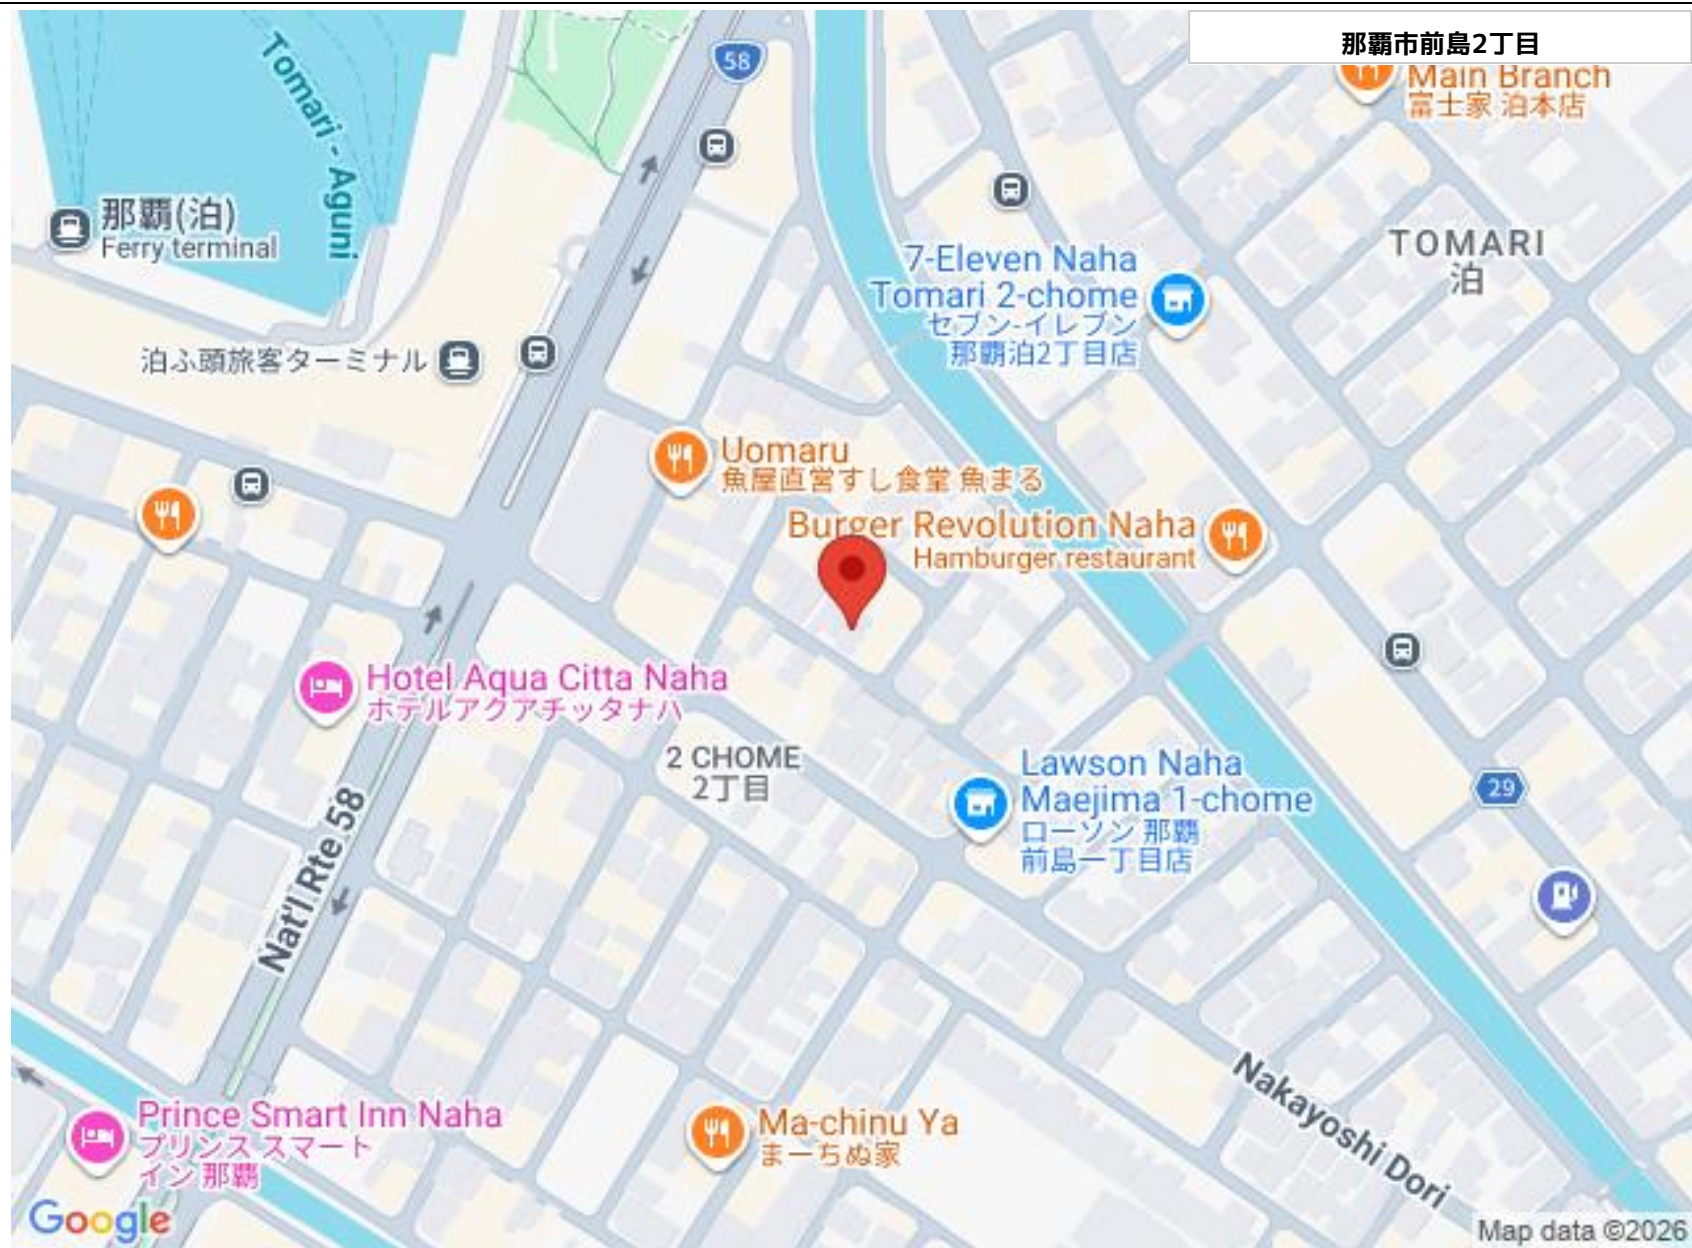 那覇市前島2丁目
58
Main Branch
富士家 泊本店
Tomari - Aguni
那覇(泊)
Ferry terminal
TOMARI
泊
7-Eleven Naha
Tomari 2-chome
セブン-イレブン
那覇泊2丁目店
泊ふ頭旅客ターミナル
Uomaru
魚屋直営すし食堂 魚まる
Burger Revolution Naha
Hamburger restaurant
Hotel Aqua Citta Naha
ホテルアクアチッタナハ
2 CHOME
2丁目
Lawson Naha
Maejima 1-chome
ローソン 那覇
前島一丁目店
29
Nat'l Rte 58
Nakayoshi Dori
Prince Smart Inn Naha
プリンス スマート
イン 那覇
Ma-chinu Ya
まーちぬ家
Google
Map data ©2026